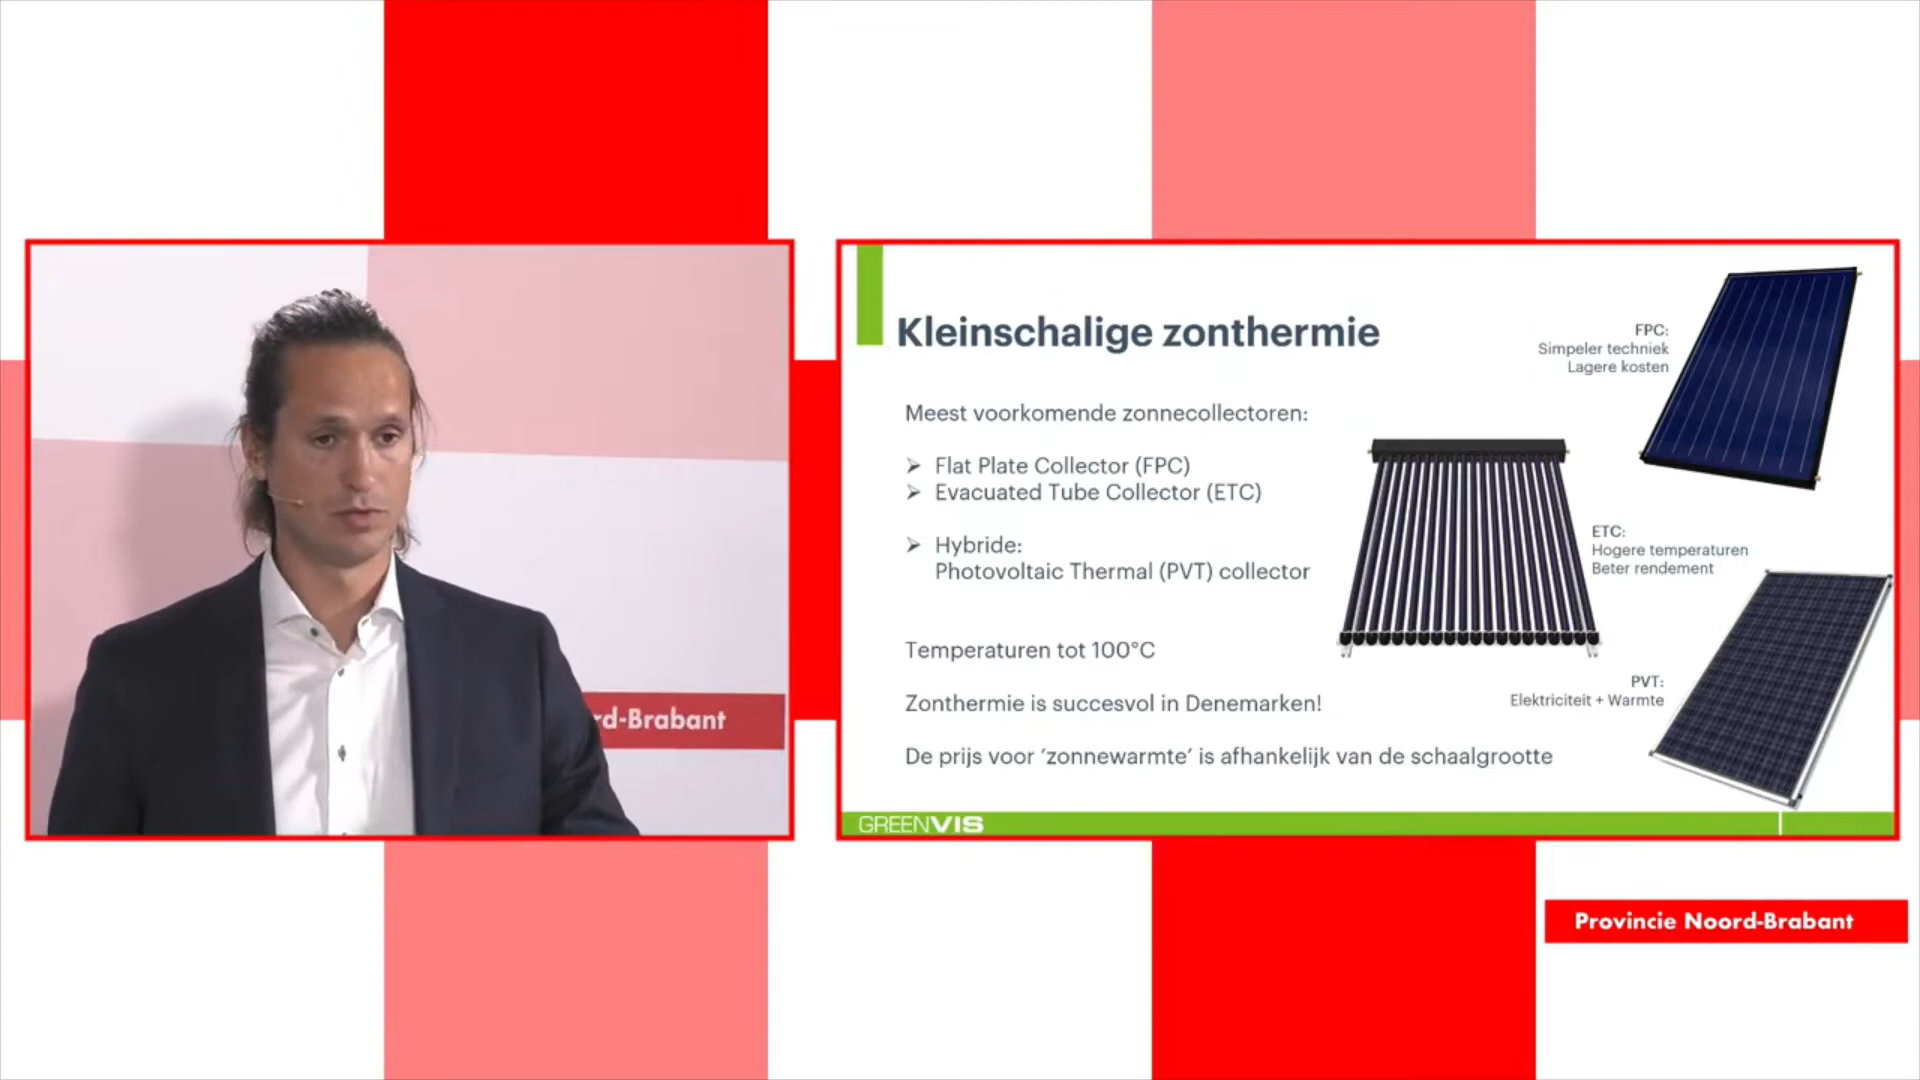 rd-Brabant
Kleinschalige zonthermie
FPC:
Simpeler techniek
Lagere kosten
Meest voorkomende zonnecollectoren:
➢ Flat Plate Collector (FPC)
➢ Evacuated Tube Collector (ETC)
➢ Hybride:
Photovoltaic Thermal (PVT) collector
ETC:
Hogere temperaturen
Beter rendement
Temperaturen tot 100°C
PVT:
Elektriciteit + Warmte
Zonthermie is succesvol in Denemarken!
De prijs voor ‘zonnewarmte’ is afhankelijk van de schaalgrootte
GREENVIS
Provincie Noord-Brabant